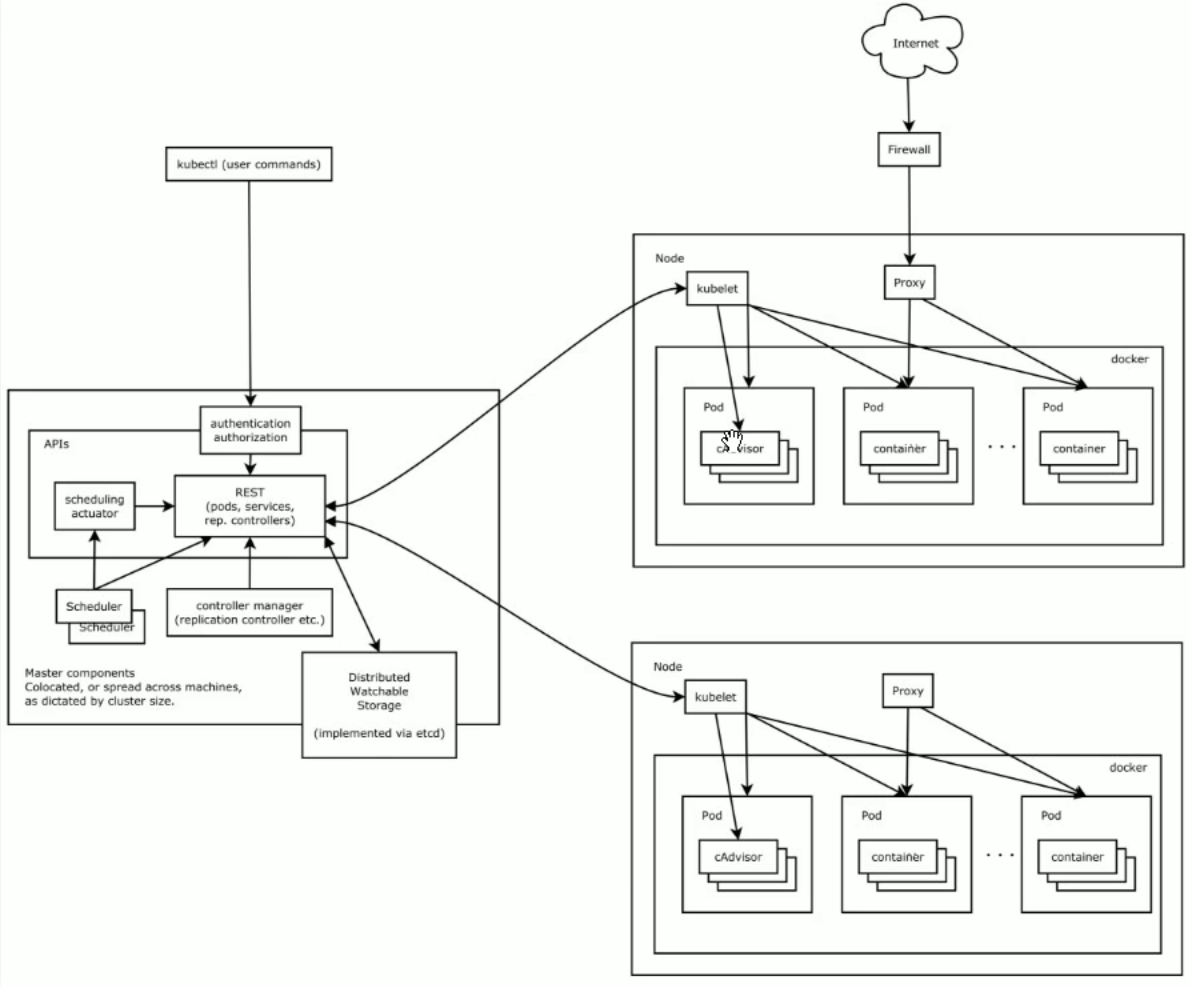 Internet
Firewall
kubectl (user commands)
Node
kubelet
Proxy
docker
Pod
Pod
Pod
container
. . .
container
authentication
authorization
APIs
REST
(pods, services,
rep. controllers)
scheduling
actuator
Scheduler
Scheduler
controller manager
(replication controller etc.)
Master components
Colocated, or spread across machines,
as dictated by cluster size.
Distributed
Watchable
Storage
(implemented via etcd)
Node
kubelet
Proxy
docker
Pod
Pod
Pod
cAdvisor
container
. . .
container